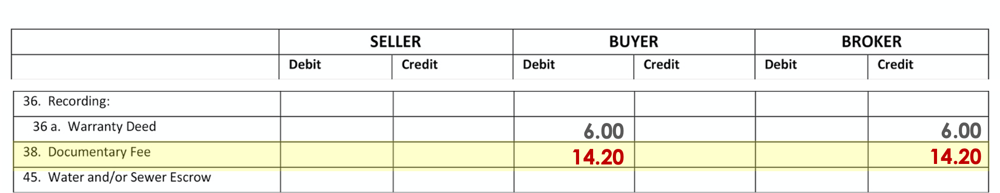 SELLER BUYER BROKER
Debit Credit Debit Credit Debit Credit
36. Recording:
36 a. Warranty Deed 6.00 6.00
38. Documentary Fee 14.20 14.20
45. Water and/or Sewer Escrow